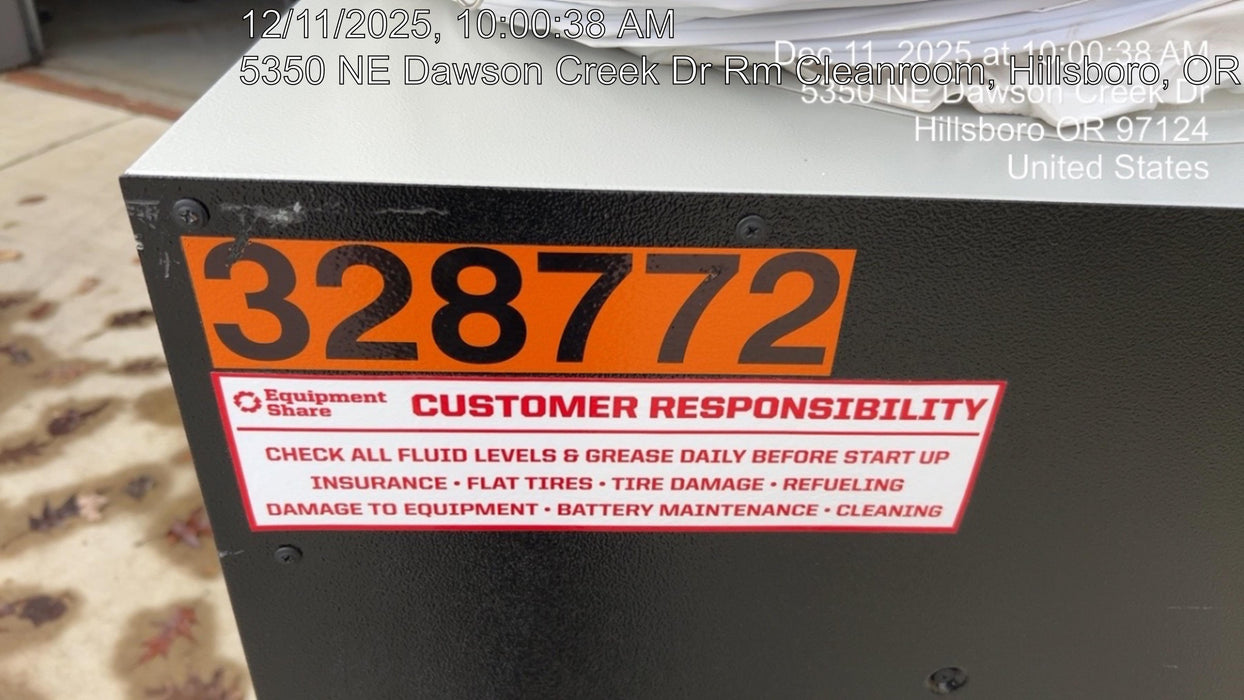 12/11/2025, 10:00:38 AM
5350 NE Dawson Creek Dr Rm Cleanroom, Hillsboro, OR
Dec 11, 2025 at 10:00:38 AM
5350 NE Dawson Creek Dr
Hillsboro OR 97124
United States
328772
Equipment
Share
CUSTOMER RESPONSIBILITY
CHECK ALL FLUID LEVELS & GREASE DAILY BEFORE START UP
INSURANCE • FLAT TIRES • TIRE DAMAGE • REFUELING
DAMAGE TO EQUIPMENT • BATTERY MAINTENANCE • CLEANING